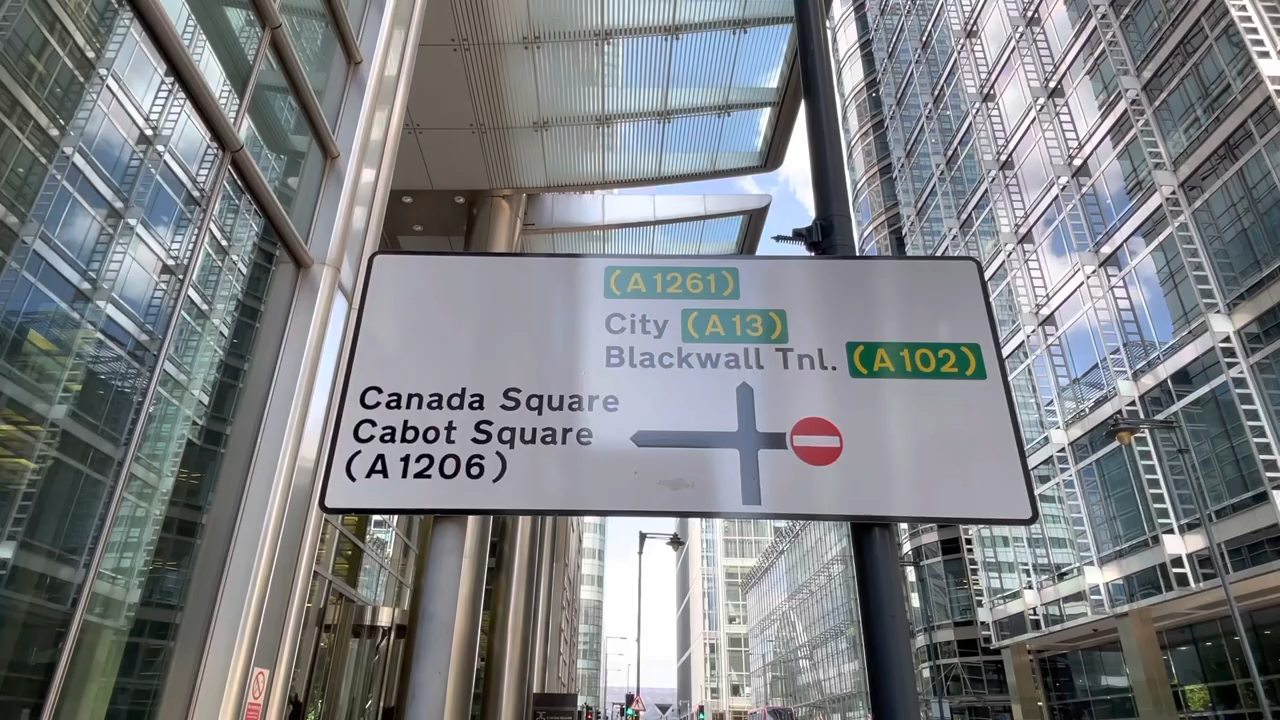 (A1261)
City (A13)
Blackwall Tnl. (A102)
Canada Square
Cabot Square
(A1206)